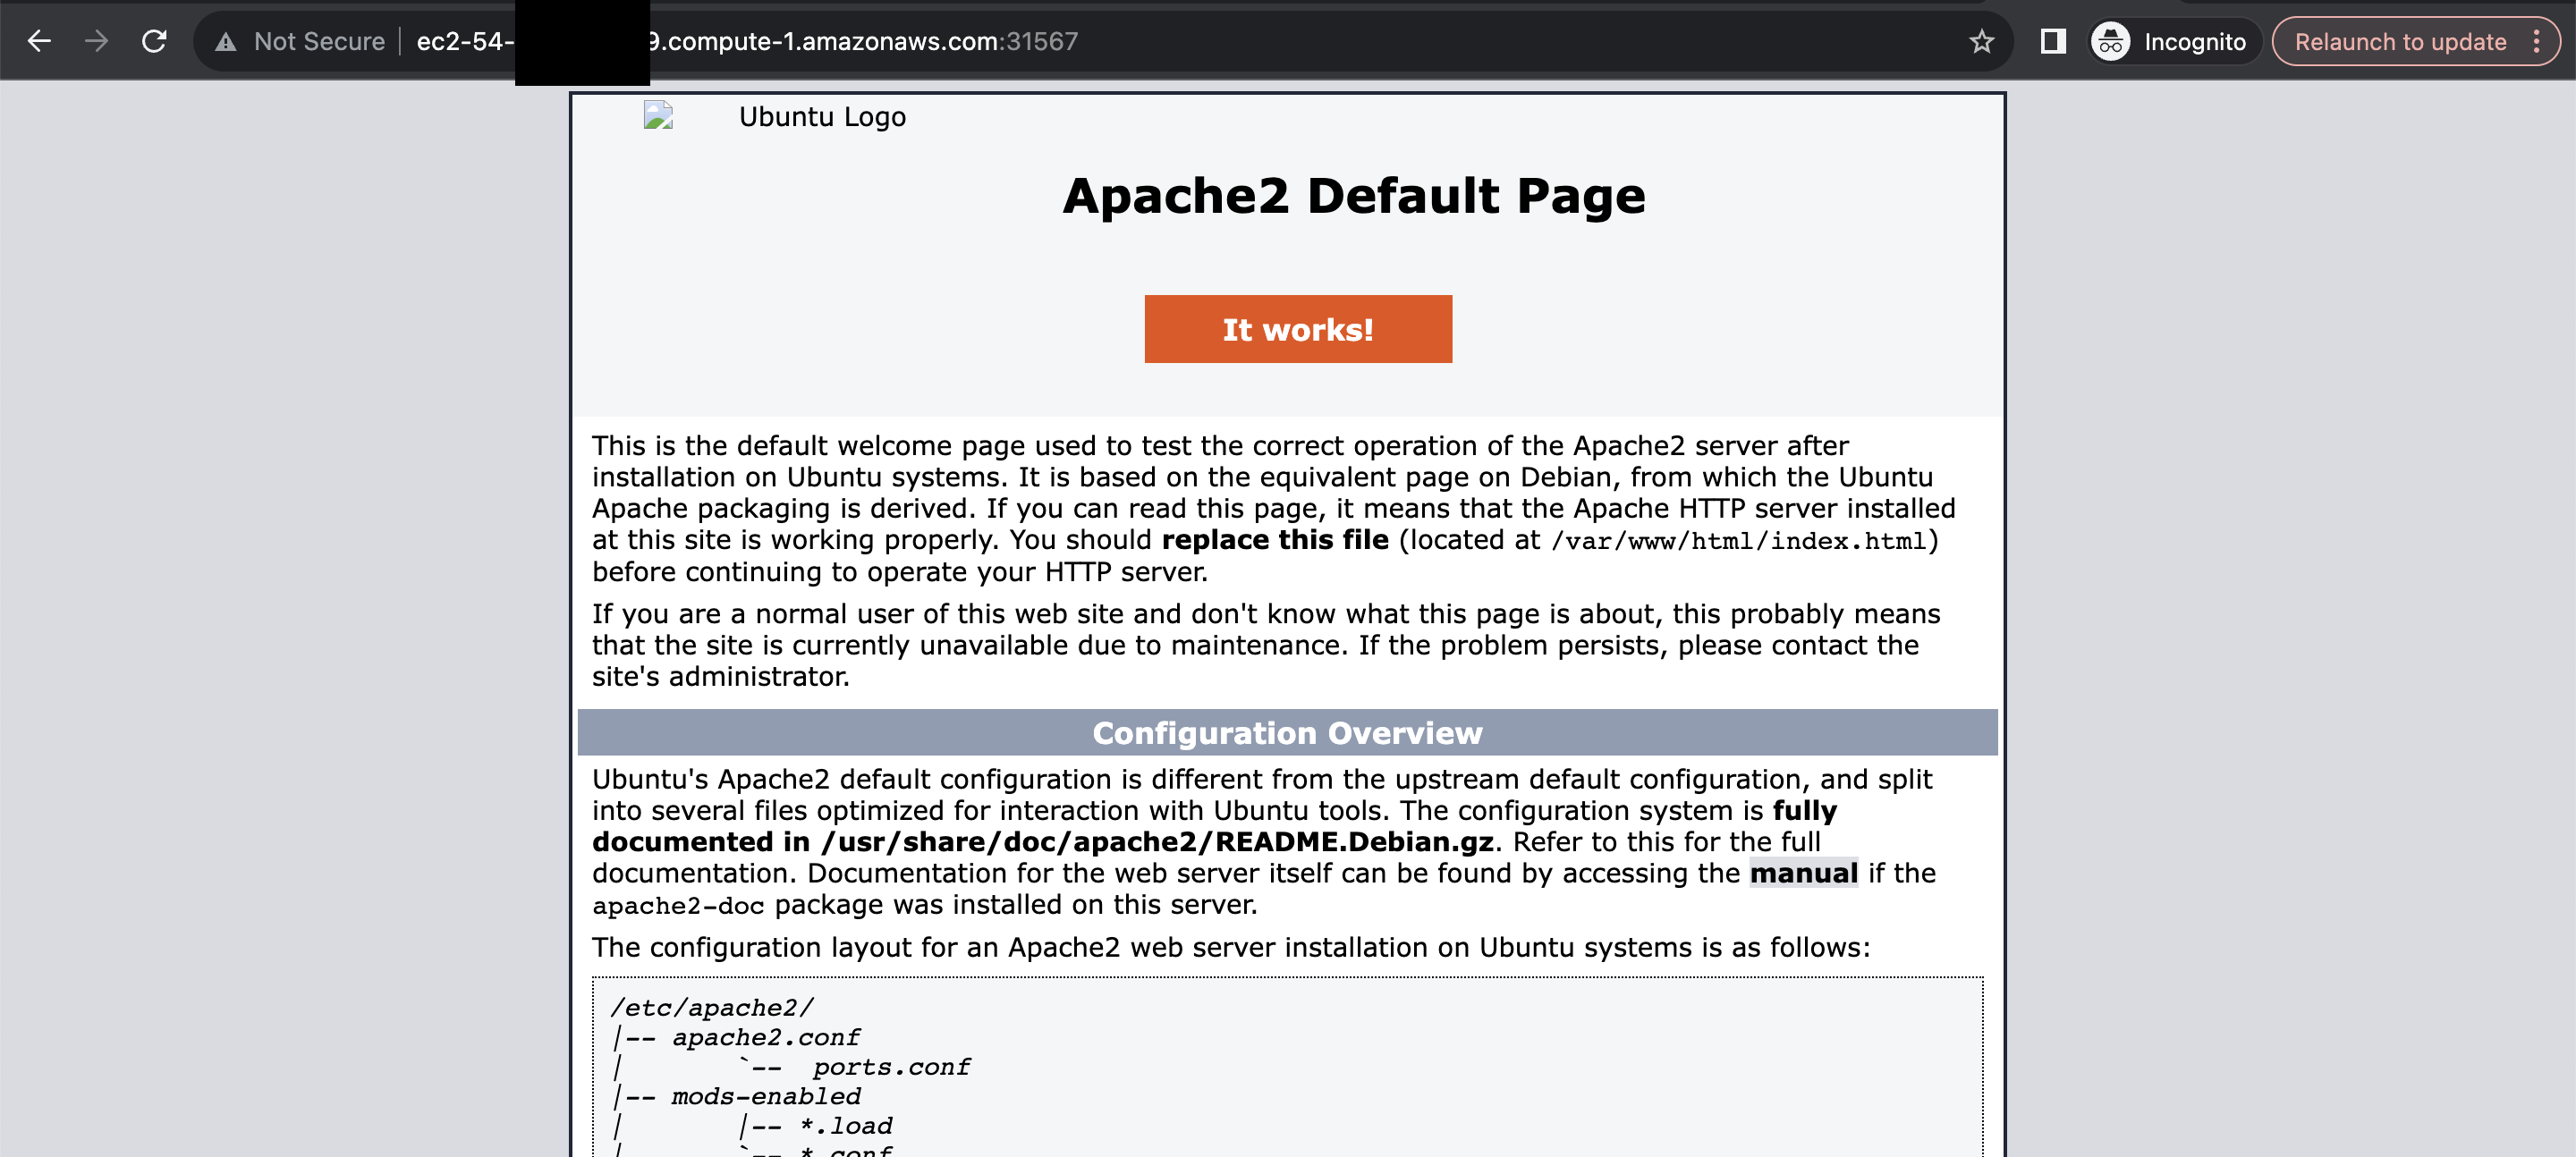 Not Secure ec2-54- 9.compute-1.amazonaws.com:31567 Incognito Relaunch to update
Ubuntu Logo
Apache2 Default Page
It works!
This is the default welcome page used to test the correct operation of the Apache2 server after
installation on Ubuntu systems. It is based on the equivalent page on Debian, from which the Ubuntu
Apache packaging is derived. If you can read this page, it means that the Apache HTTP server installed
at this site is working properly. You should replace this file (located at /var/www/html/index.html)
before continuing to operate your HTTP server.
If you are a normal user of this web site and don't know what this page is about, this probably means
that the site is currently unavailable due to maintenance. If the problem persists, please contact the
site's administrator.
Configuration Overview
Ubuntu's Apache2 default configuration is different from the upstream default configuration, and split
into several files optimized for interaction with Ubuntu tools. The configuration system is fully
documented in /usr/share/doc/apache2/README.Debian.gz. Refer to this for the full
documentation. Documentation for the web server itself can be found by accessing the manual if the
apache2-doc package was installed on this server.
The configuration layout for an Apache2 web server installation on Ubuntu systems is as follows:
/etc/apache2/
|-- apache2.conf
|       `--  ports.conf
|-- mods-enabled
|       |-- *.load
|       `-- *.conf